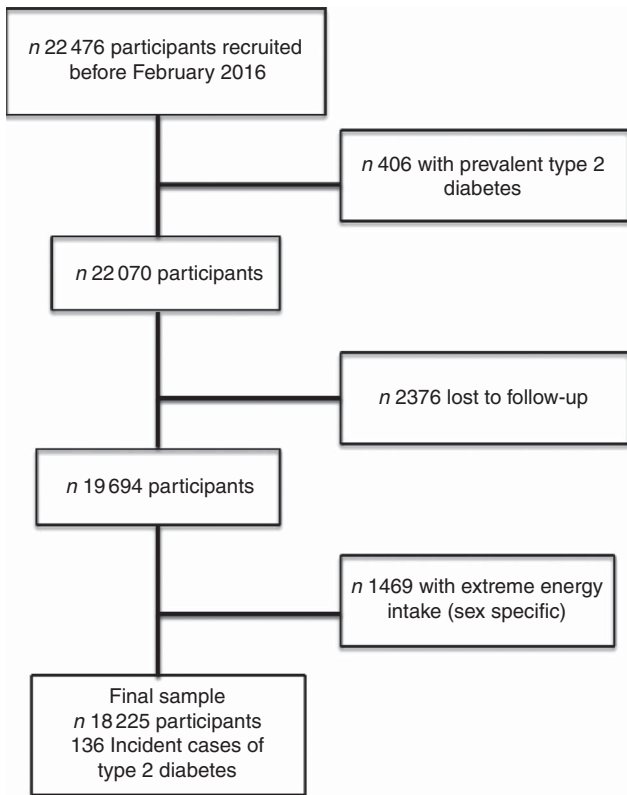 n 22 476 participants recruited
before February 2016
n 406 with prevalent type 2
diabetes
n 22 070 participants
n 2376 lost to follow-up
n 19 694 participants
n 1469 with extreme energy
intake (sex specific)
Final sample
n 18 225 participants
136 Incident cases of
type 2 diabetes